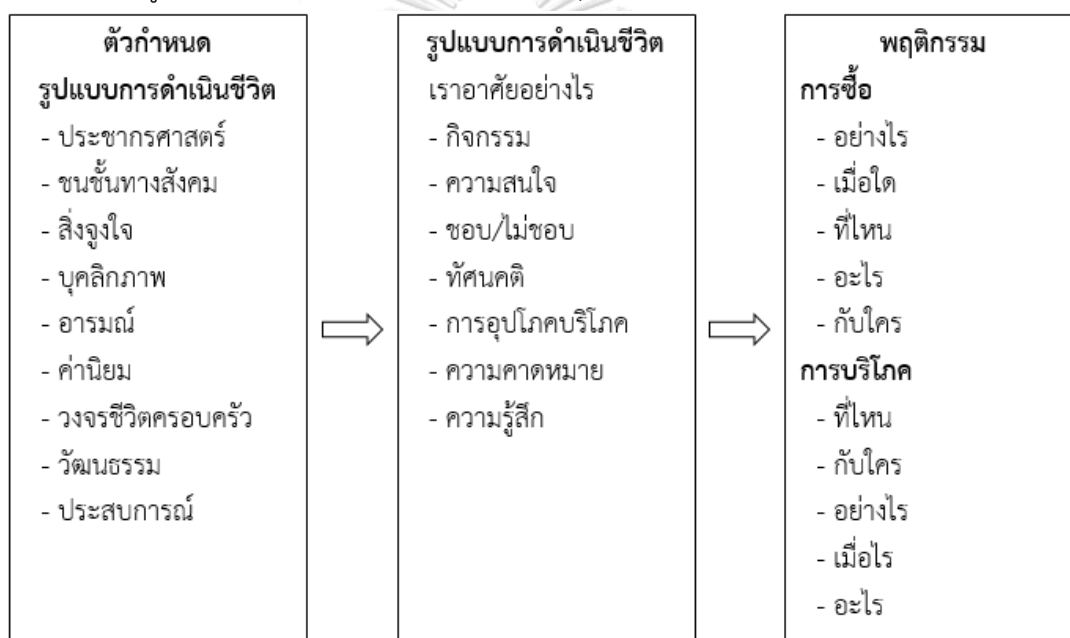 ตัวกำหนด
รูปแบบการดำเนินชีวิต
- ประชากรศาสตร์
- ชนชั้นทางสังคม
- สิ่งจูงใจ
- บุคลิกภาพ
- อารมณ์
- ค่านิยม
- วงจรชีวิตครอบครัว
- วัฒนธรรม
- ประสบการณ์
รูปแบบการดำเนินชีวิต
เราอาศัยอย่างไร
- กิจกรรม
- ความสนใจ
- ชอบ/ไม่ชอบ
- ทัศนคติ
- การอุปโภคบริโภค
- ความคาดหมาย
- ความรู้สึก
พฤติกรรม
การซื้อ
- อย่างไร
- เมื่อใด
- ที่ไหน
- อะไร
- กับใคร
การบริโภค
- ที่ไหน
- กับใคร
- อย่างไร
- เมื่อไร
- อะไร